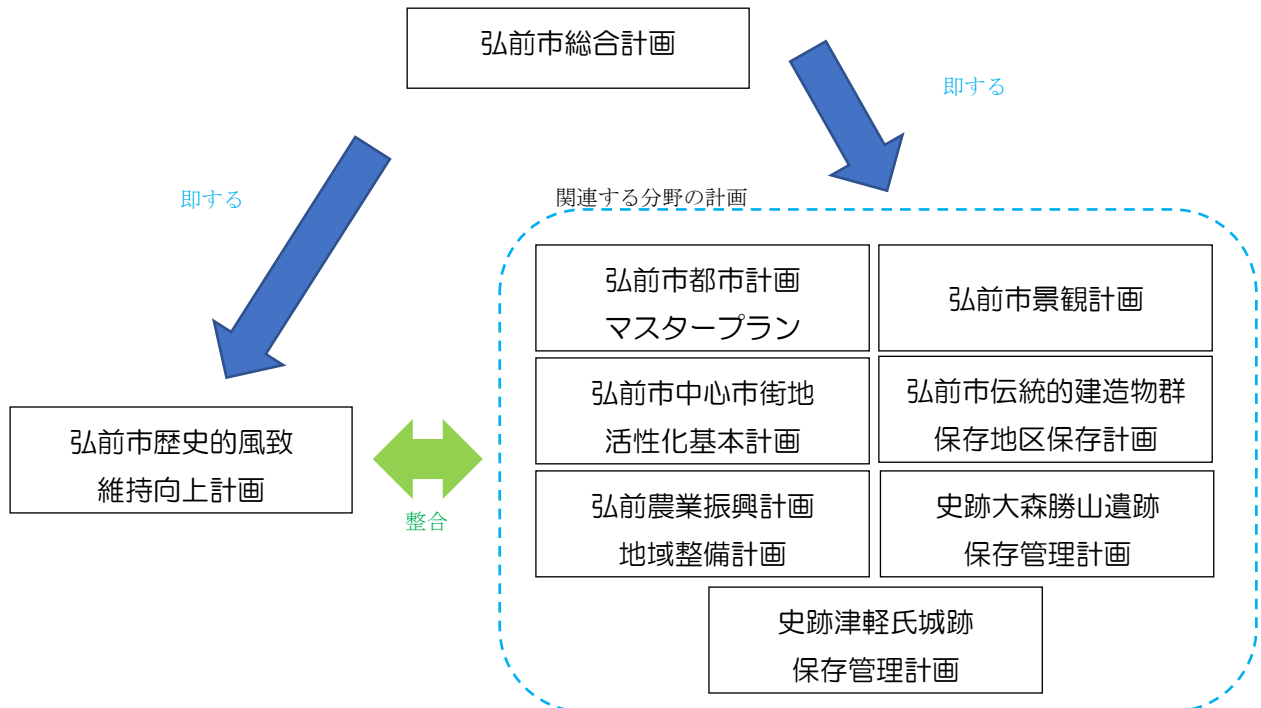 弘前市総合計画
即する
即する
関連する分野の計画
弘前市都市計画
マスタープラン
弘前市景観計画
弘前市中心市街地
活性化基本計画
弘前市伝統的建造物群
保存地区保存計画
弘前市歴史的風致
維持向上計画
整合
弘前農業振興計画
地域整備計画
史跡大森勝山遺跡
保存管理計画
史跡津軽氏城跡
保存管理計画